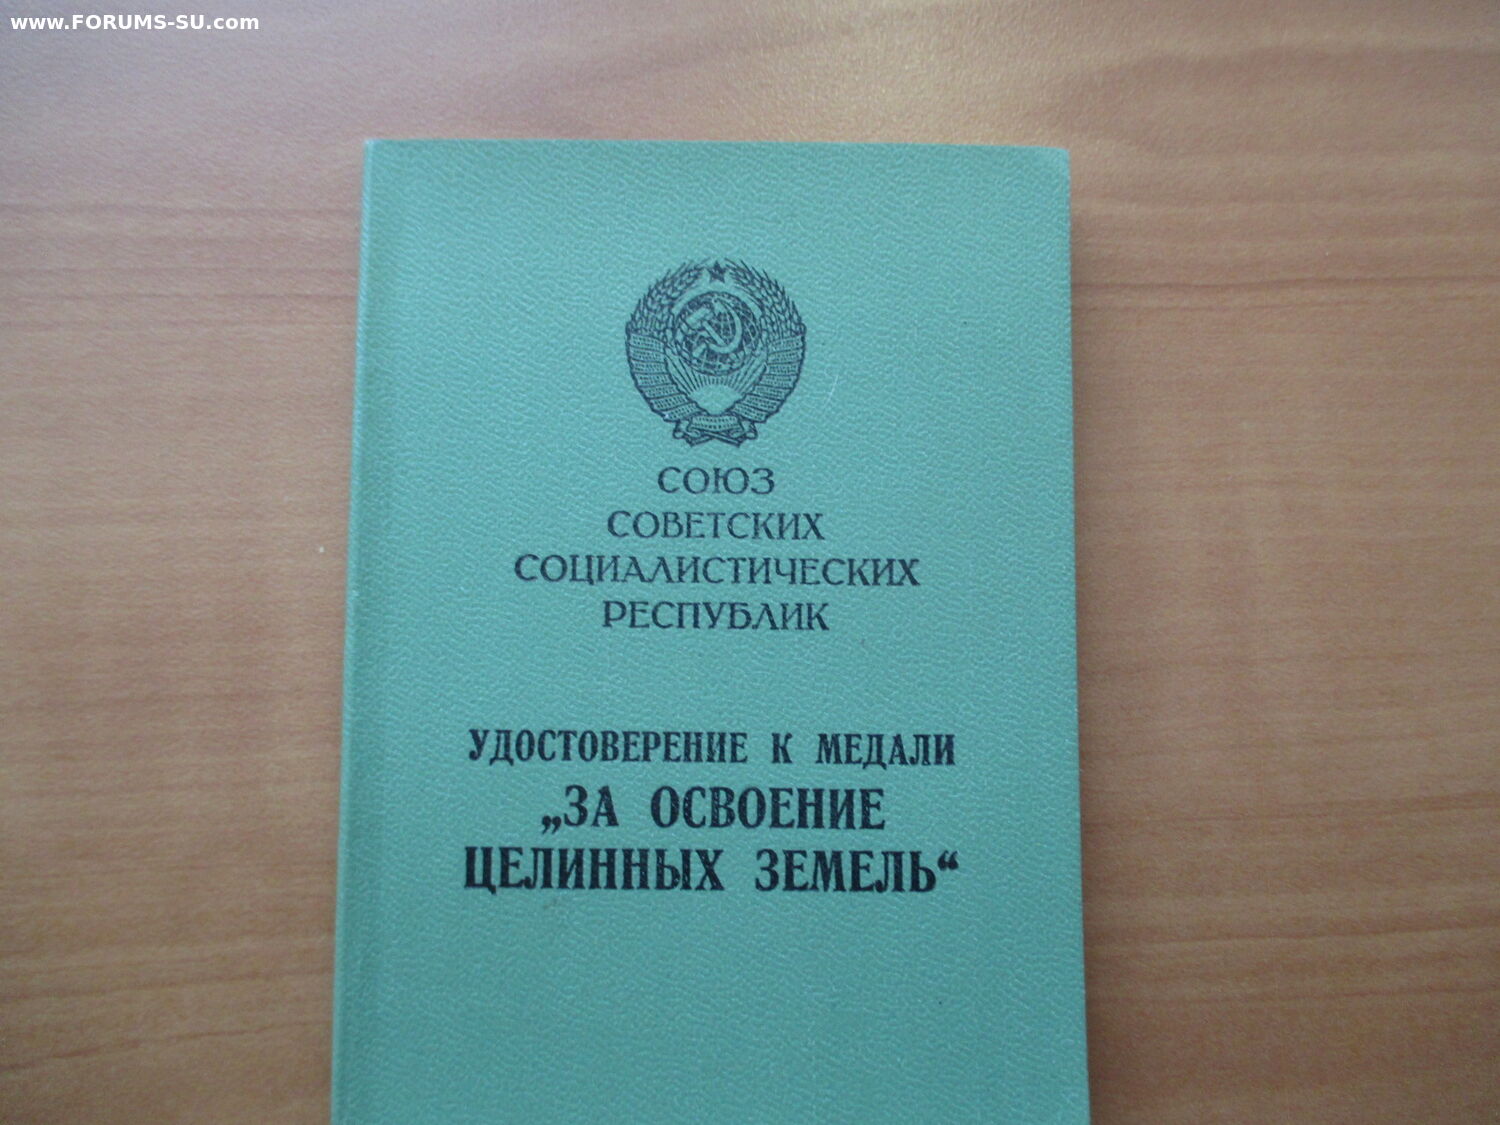 www.FORUMS-SU.com
СОЮЗ
СОВЕТСКИХ
СОЦИАЛИСТИЧЕСКИХ
РЕСПУБЛИК
УДОСТОВЕРЕНИЕ К МЕДАЛИ
„ЗА ОСВОЕНИЕ
ЦЕЛИННЫХ ЗЕМЕЛЬ“